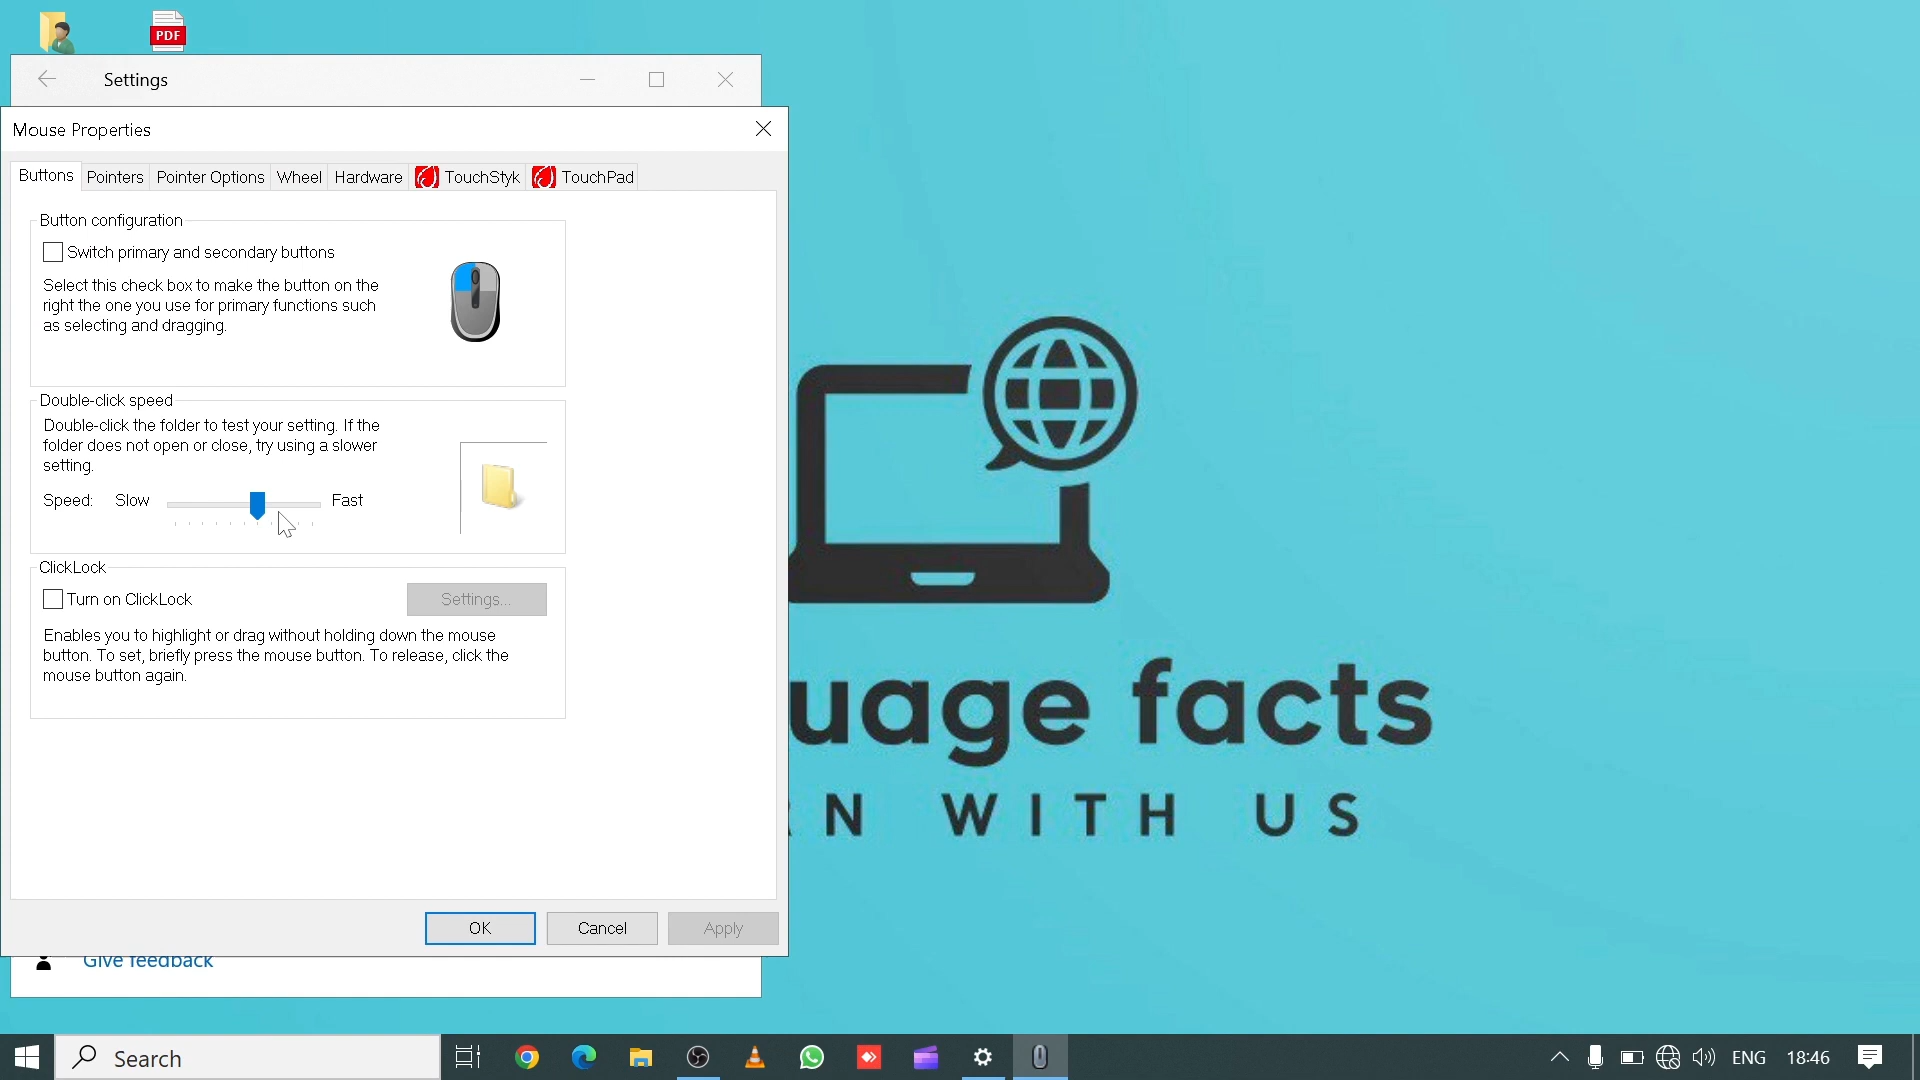 PDF
Settings
Mouse Properties
Buttons Pointers Pointer Options Wheel Hardware TouchStyk TouchPad
Button configuration
Switch primary and secondary buttons
Select this check box to make the button on the
right the one you use for primary functions such
as selecting and dragging.
Double-click speed
Double-click the folder to test your setting. If the
folder does not open or close, try using a slower
setting.
Speed: Slow Fast
ClickLock
Turn on ClickLock Settings...
Enables you to highlight or drag without holding down the mouse
button. To set, briefly press the mouse button. To release, click the
mouse button again.
OK Cancel Apply
Give feedback
uage facts
N WITH US
Search
ENG 18:46